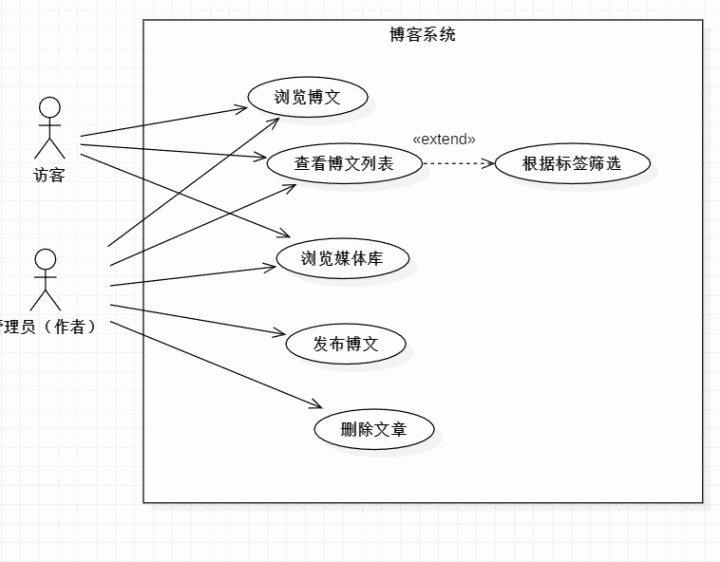 博客系统
浏览博文
«extend»
查看博文列表
根据标签筛选
访客
浏览媒体库
管理员（作者）
发布博文
删除文章